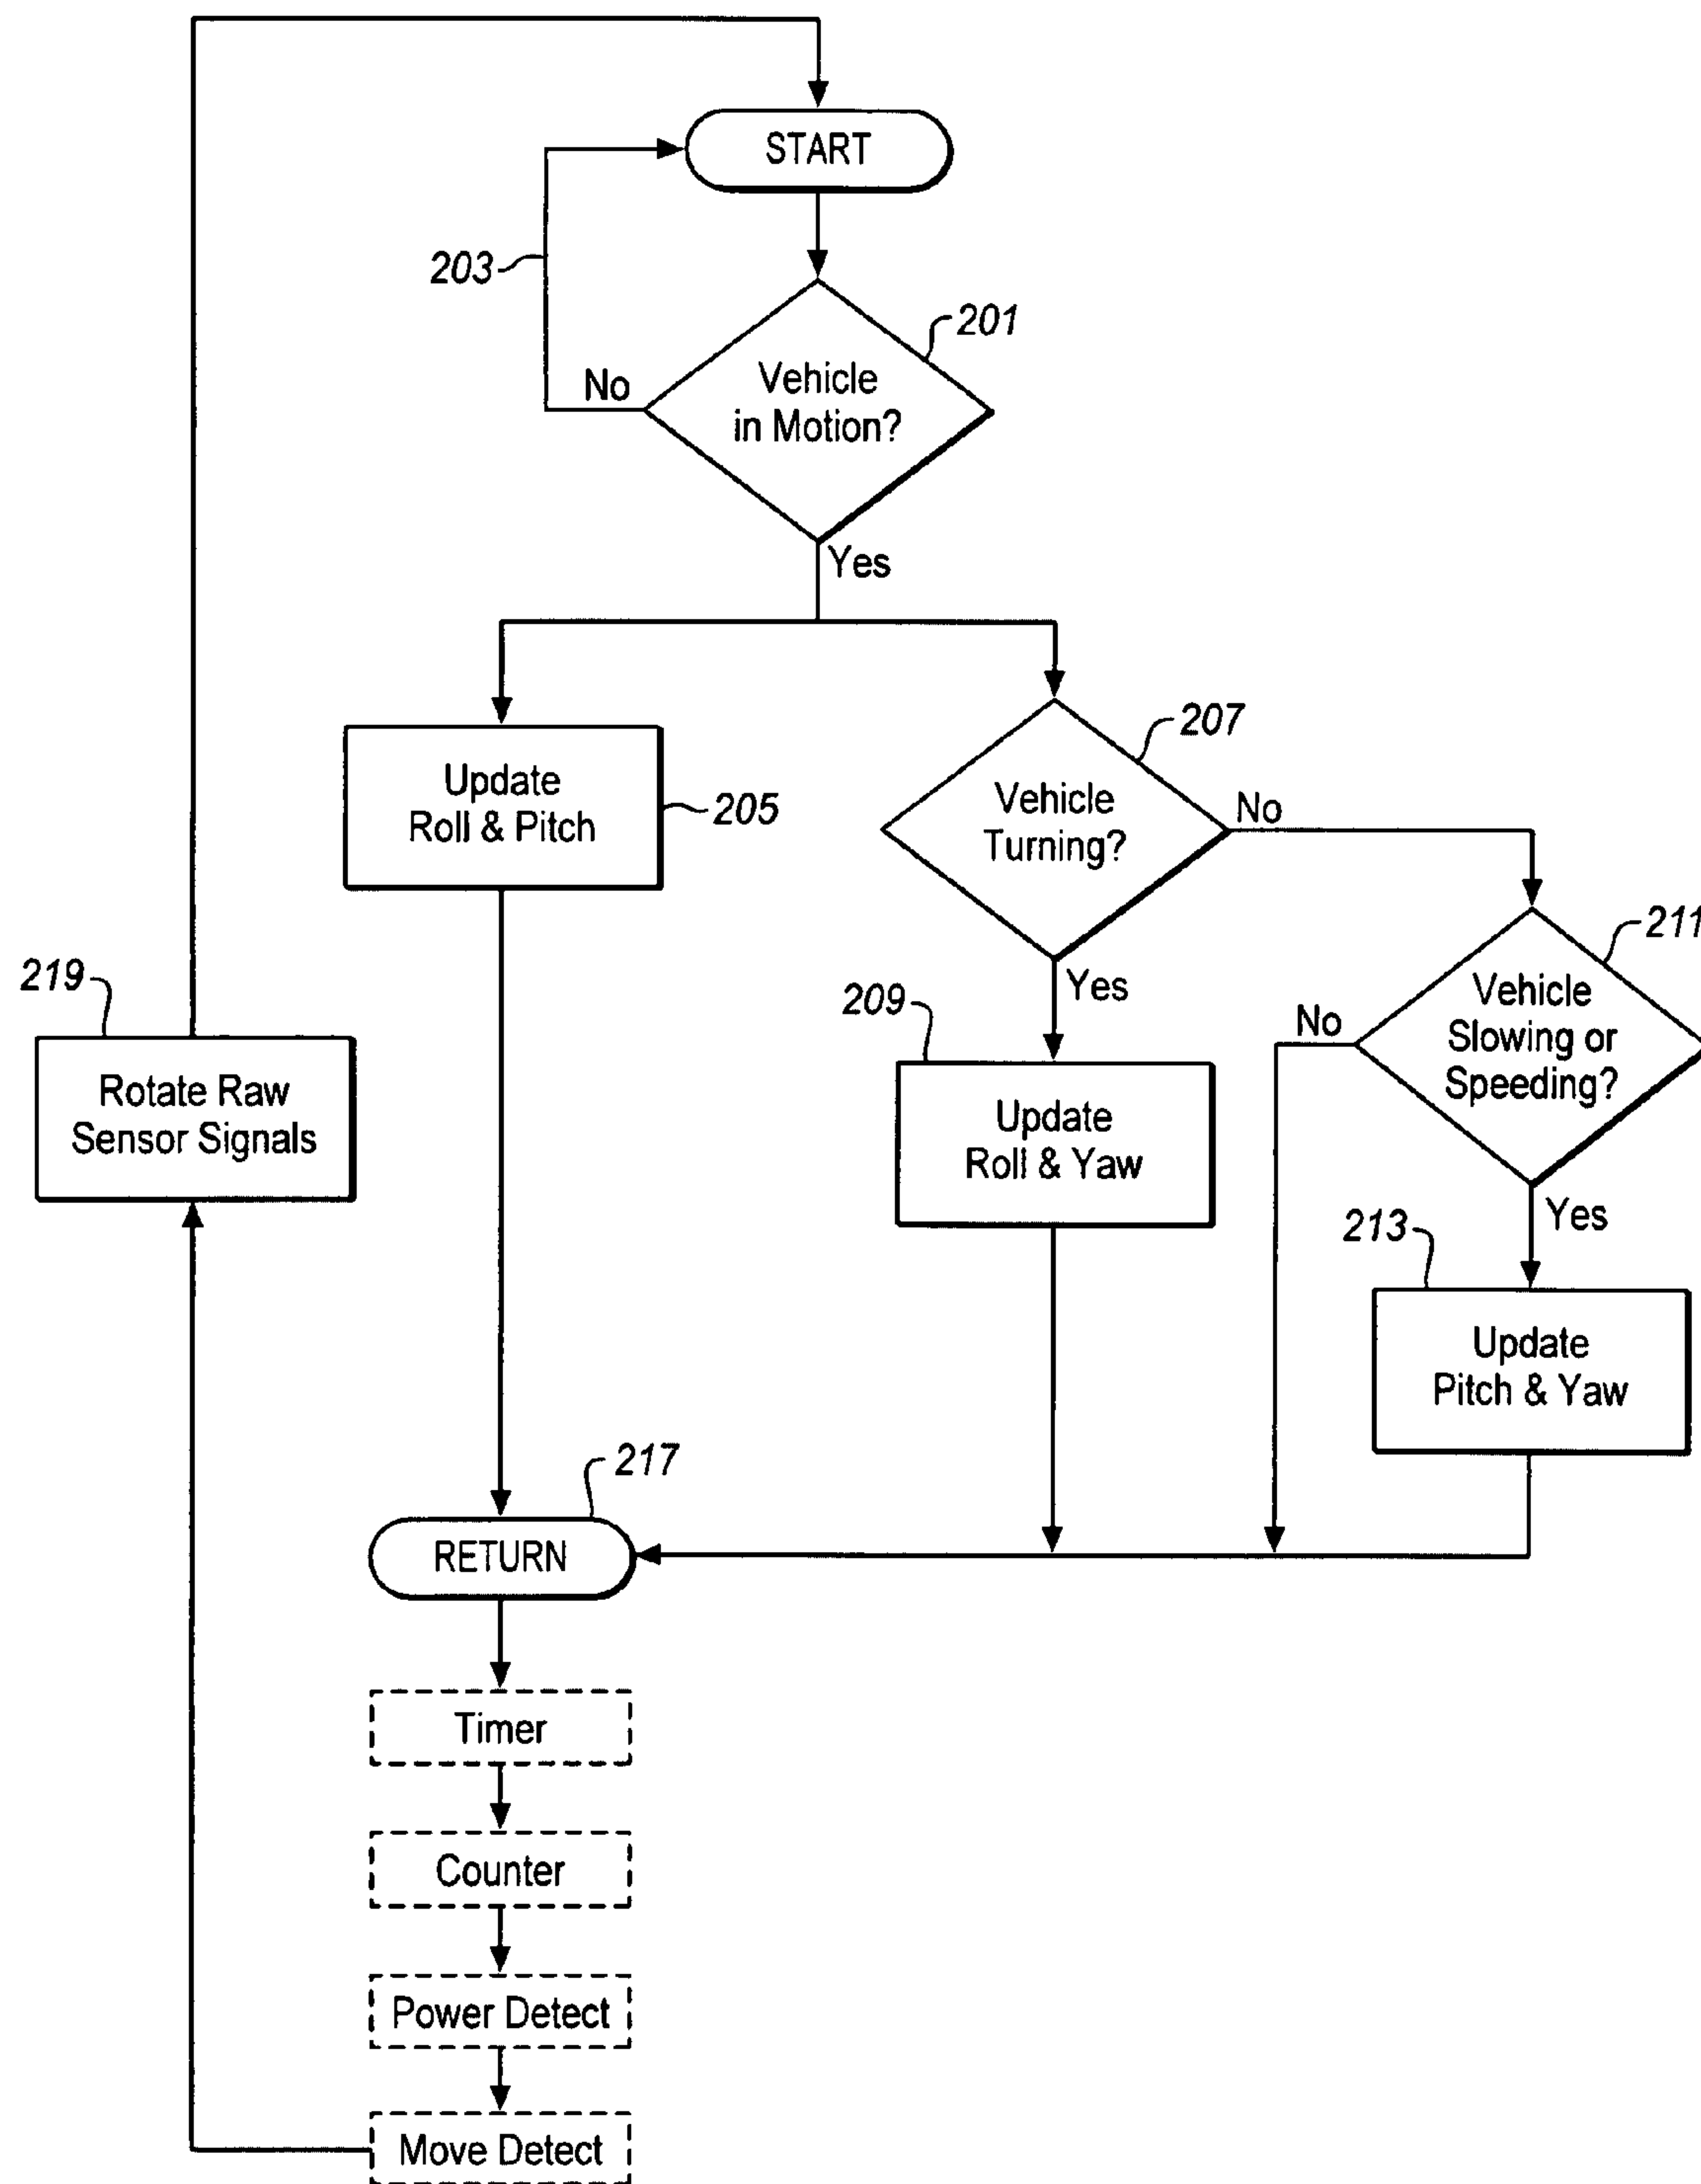 START
203
201
Vehicle
in Motion?
No
Yes
207
Update
Roll & Pitch
205
Vehicle
Turning?
No
211
219
Yes
209
Vehicle
Slowing or
Speeding?
No
Rotate Raw
Sensor Signals
Update
Roll & Yaw
Yes
213
Update
Pitch & Yaw
217
RETURN
Timer
Counter
Power Detect
Move Detect